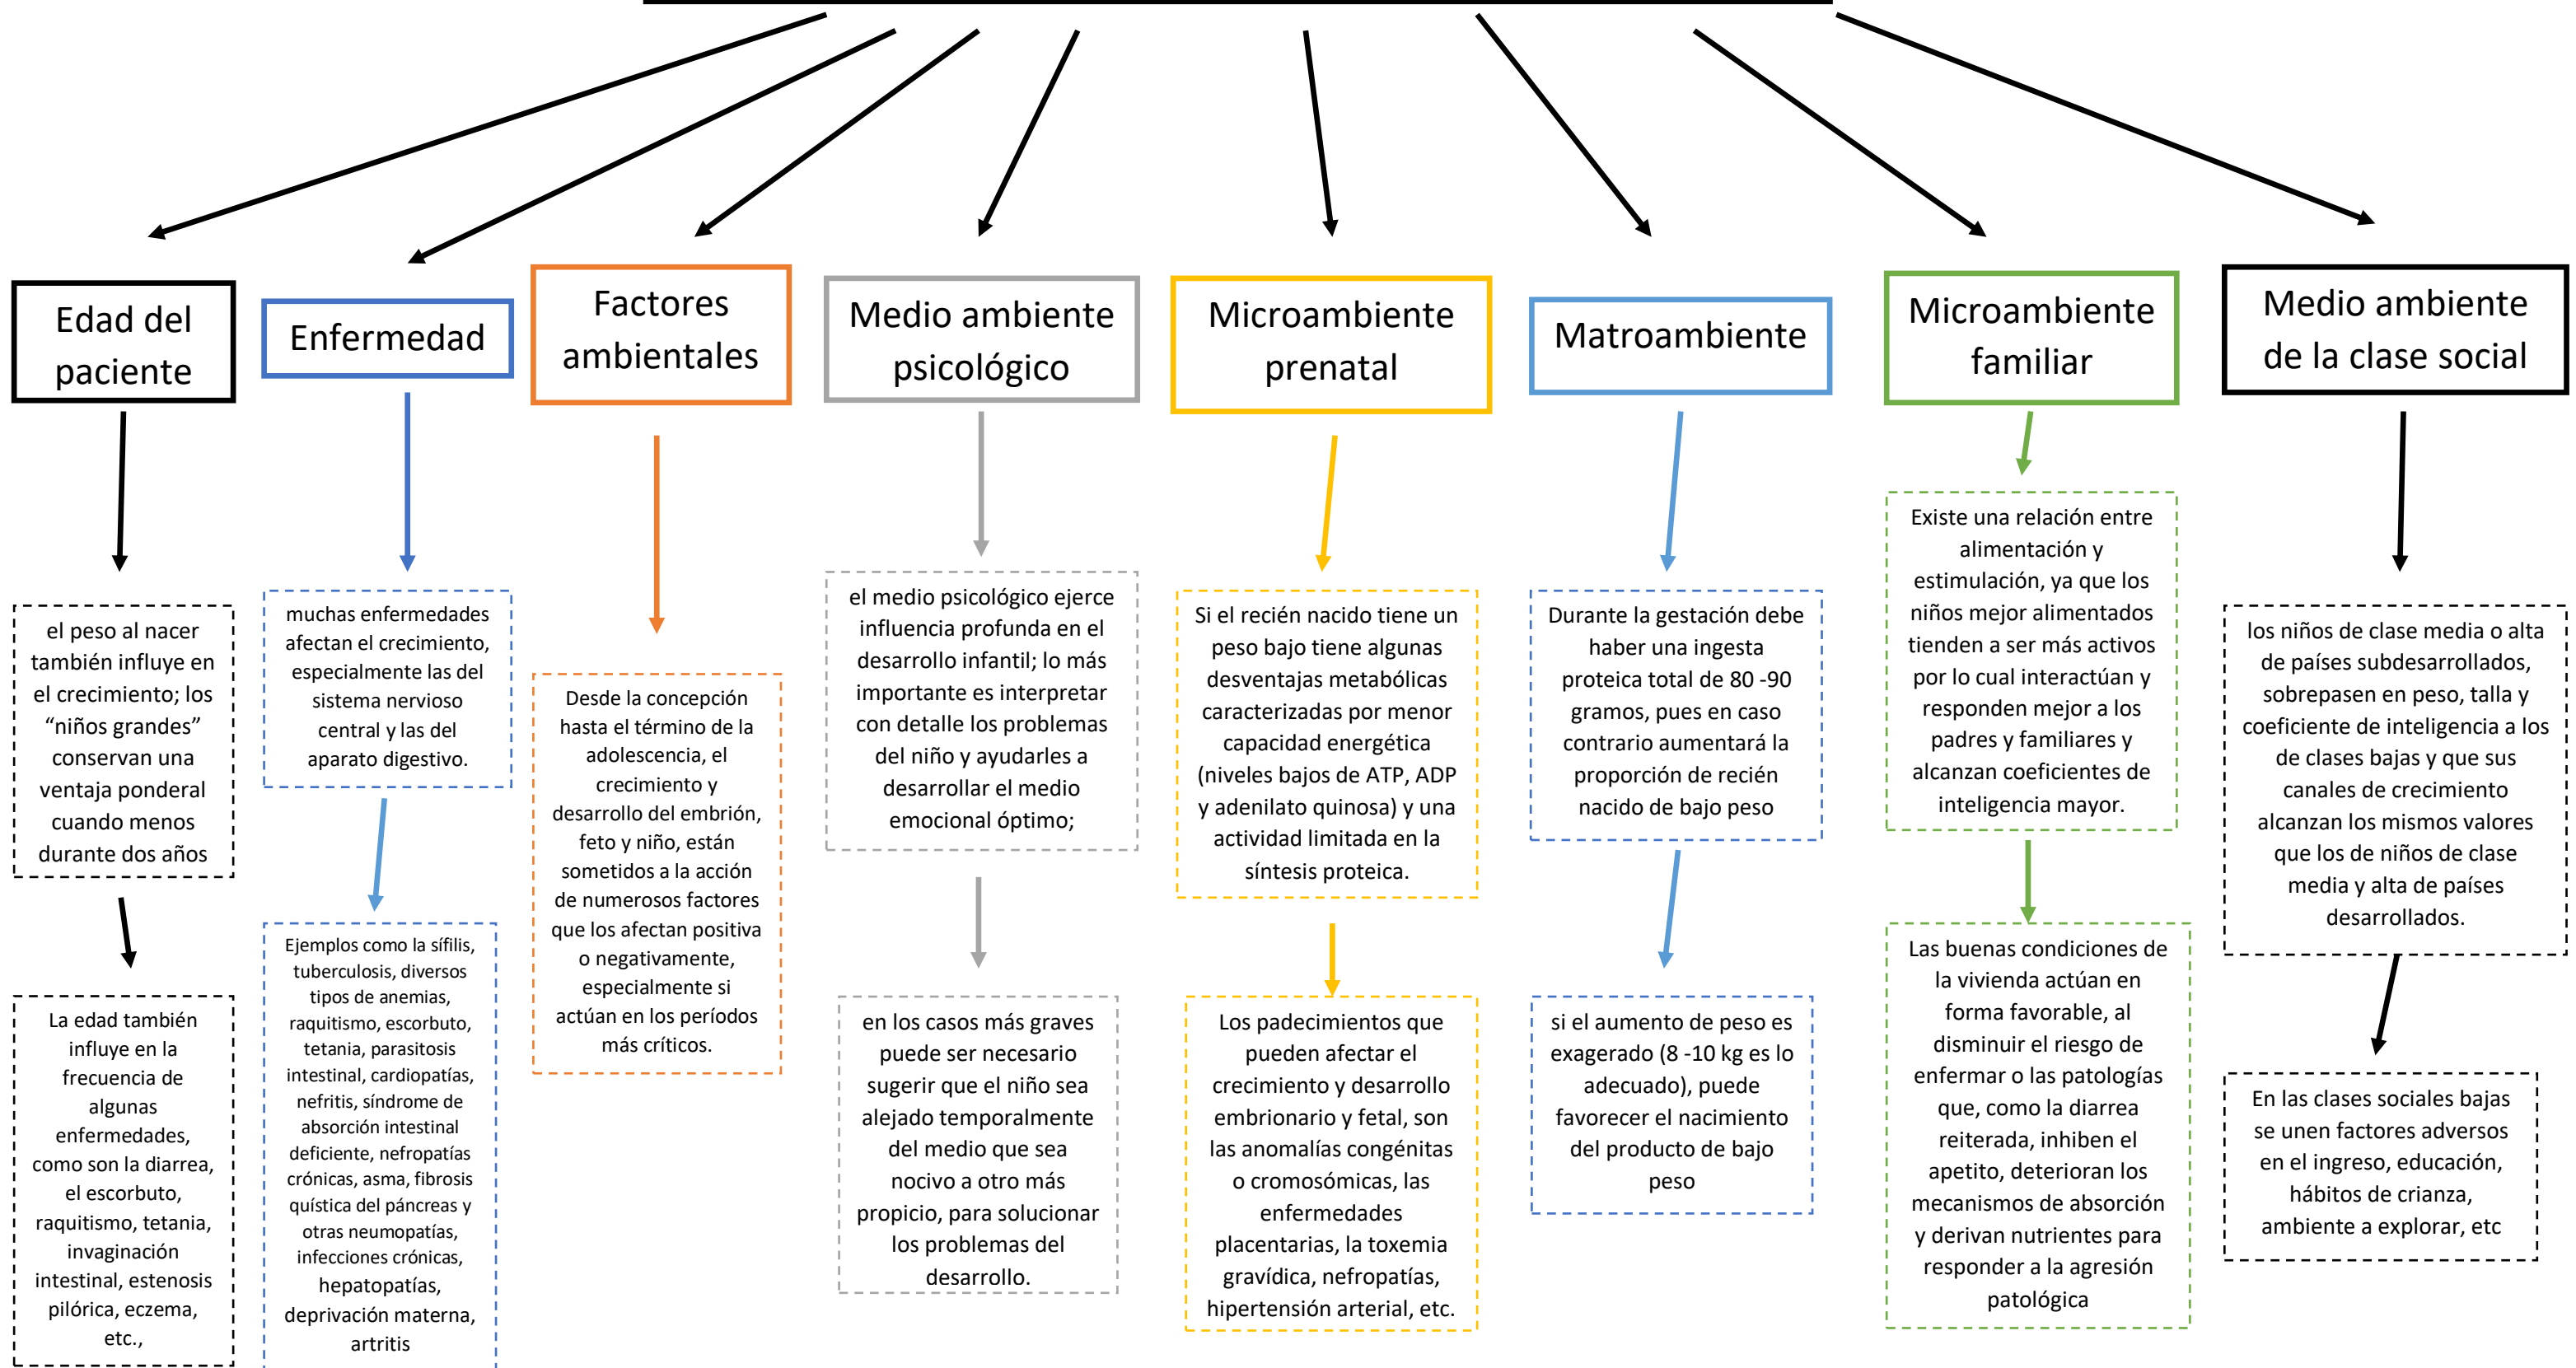 Edad del
paciente
Enfermedad
Factores
ambientales
Medio ambiente
psicológico
Microambiente
prenatal
Matroambiente
Microambiente
familiar
Medio ambiente
de la clase social
el peso al nacer
también influye en
el crecimiento; los
“niños grandes”
conservan una
ventaja ponderal
cuando menos
durante dos años
La edad también
influye en la
frecuencia de
algunas
enfermedades,
como son la diarrea,
el escorbuto,
raquitismo, tetania,
invaginación
intestinal, estenosis
pilórica, eczema,
etc.,
muchas enfermedades
afectan el crecimiento,
especialmente las del
sistema nervioso
central y las del
aparato digestivo.
Ejemplos como la sífilis,
tuberculosis, diversos
tipos de anemias,
raquitismo, escorbuto,
tetania, parasitosis
intestinal, cardiopatías,
nefritis, síndrome de
absorción intestinal
deficiente, nefropatías
crónicas, asma, fibrosis
quística del páncreas y
otras neumopatías,
infecciones crónicas,
hepatopatías,
deprivación materna,
artritis
Desde la concepción
hasta el término de la
adolescencia, el
crecimiento y
desarrollo del embrión,
feto y niño, están
sometidos a la acción
de numerosos factores
que los afectan positiva
o negativamente,
especialmente si
actúan en los períodos
más críticos.
el medio psicológico ejerce
influencia profunda en el
desarrollo infantil; lo más
importante es interpretar
con detalle los problemas
del niño y ayudarles a
desarrollar el medio
emocional óptimo;
en los casos más graves
puede ser necesario
sugerir que el niño sea
alejado temporalmente
del medio que sea
nocivo a otro más
propicio, para solucionar
los problemas del
desarrollo.
Si el recién nacido tiene un
peso bajo tiene algunas
desventajas metabólicas
caracterizadas por menor
capacidad energética
(niveles bajos de ATP, ADP
y adenilato quinosa) y una
actividad limitada en la
síntesis proteica.
Los padecimientos que
pueden afectar el
crecimiento y desarrollo
embrionario y fetal, son
las anomalías congénitas
o cromosómicas, las
enfermedades
placentarias, la toxemia
gravídica, nefropatías,
hipertensión arterial, etc.
Durante la gestación debe
haber una ingesta
proteica total de 80 -90
gramos, pues en caso
contrario aumentará la
proporción de recién
nacido de bajo peso
si el aumento de peso es
exagerado (8 -10 kg es lo
adecuado), puede
favorecer el nacimiento
del producto de bajo
peso
Existe una relación entre
alimentación y
estimulación, ya que los
niños mejor alimentados
tienden a ser más activos
por lo cual interactúan y
responden mejor a los
padres y familiares y
alcanzan coeficientes de
inteligencia mayor.
Las buenas condiciones de
la vivienda actúan en
forma favorable, al
disminuir el riesgo de
enfermar o las patologías
que, como la diarrea
reiterada, inhiben el
apetito, deterioran los
mecanismos de absorción
y derivan nutrientes para
responder a la agresión
patológica
los niños de clase media o alta
de países subdesarrollados,
sobrepasen en peso, talla y
coeficiente de inteligencia a los
de clases bajas y que sus
canales de crecimiento
alcanzan los mismos valores
que los de niños de clase
media y alta de países
desarrollados.
En las clases sociales bajas
se unen factores adversos
en el ingreso, educación,
hábitos de crianza,
ambiente a explorar, etc